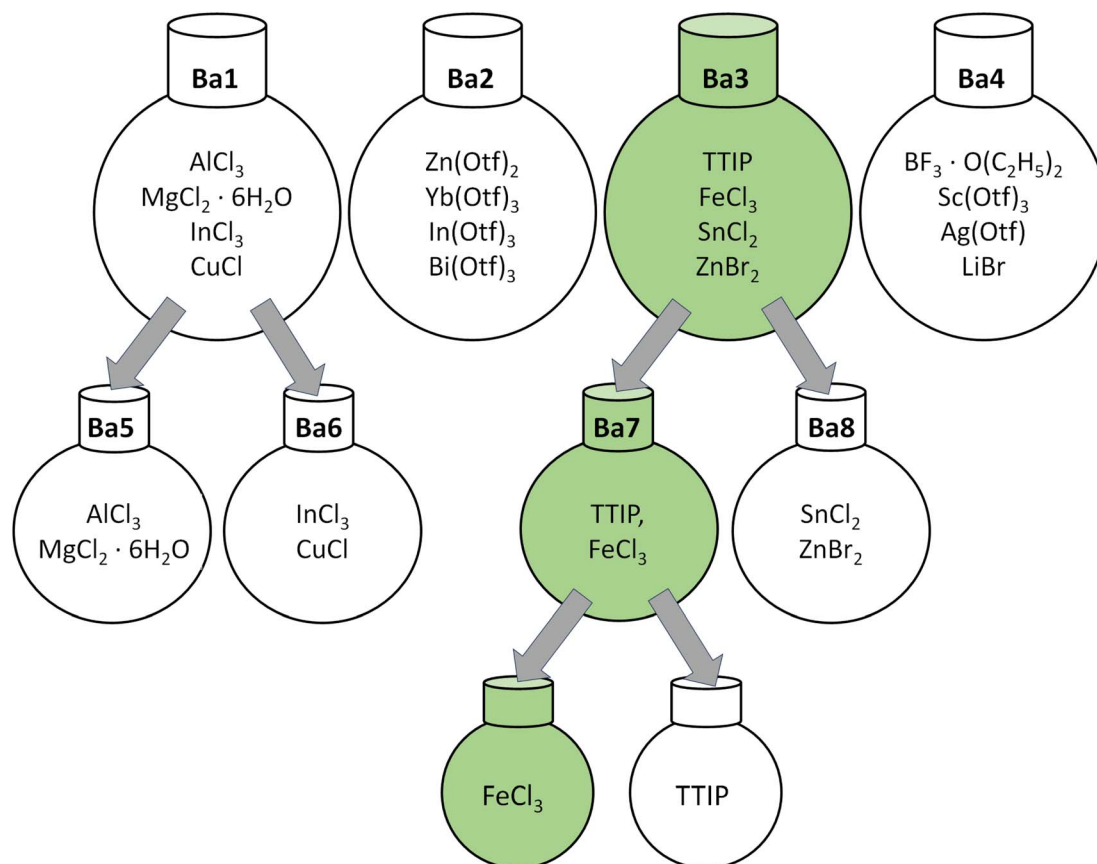 Ba1
AlCl₃
MgCl₂ · 6H₂O
InCl₃
CuCl
Ba2
Zn(Otf)₂
Yb(Otf)₃
In(Otf)₃
Bi(Otf)₃
Ba3
TTIP
FeCl₃
SnCl₂
ZnBr₂
Ba4
BF₃ · O(C₂H₅)₂
Sc(Otf)₃
Ag(Otf)
LiBr
Ba5
AlCl₃
MgCl₂ · 6H₂O
Ba6
InCl₃
CuCl
Ba7
TTIP,
FeCl₃
Ba8
SnCl₂
ZnBr₂
FeCl₃
TTIP